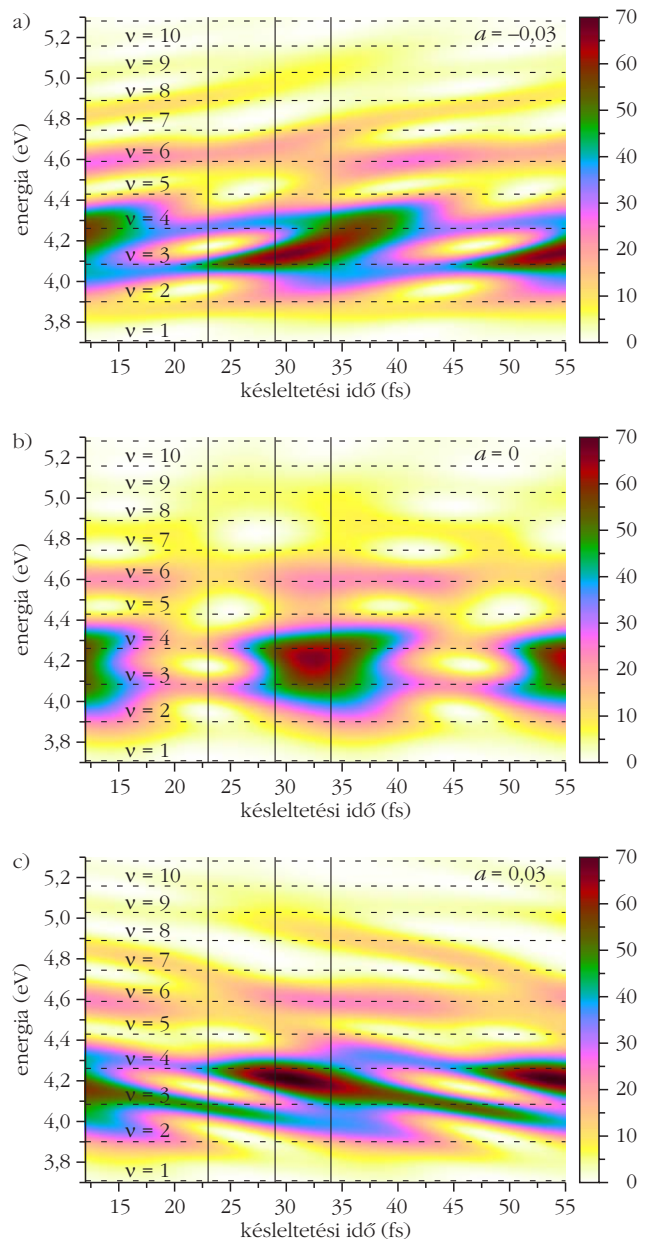 a)
5,2
ν = 10
a = –0,03
ν = 9
5,0
ν = 8
4,8
ν = 7
ν = 6
4,6
ν = 5
4,4
ν = 4
4,2
ν = 3
4,0
ν = 2
3,8
ν = 1
energia (eV)
15 20 25 30 35 40 45 50 55
késleltetési idő (fs)
70
60
50
40
30
20
10
0
b)
5,2
ν = 10
a = 0
ν = 9
5,0
ν = 8
4,8
ν = 7
ν = 6
4,6
ν = 5
4,4
ν = 4
4,2
ν = 3
4,0
ν = 2
3,8
ν = 1
energia (eV)
15 20 25 30 35 40 45 50 55
késleltetési idő (fs)
70
60
50
40
30
20
10
0
c)
5,2
ν = 10
a = 0,03
ν = 9
5,0
ν = 8
4,8
ν = 7
ν = 6
4,6
ν = 5
4,4
ν = 4
4,2
ν = 3
4,0
ν = 2
3,8
ν = 1
energia (eV)
15 20 25 30 35 40 45 50 55
késleltetési idő (fs)
70
60
50
40
30
20
10
0